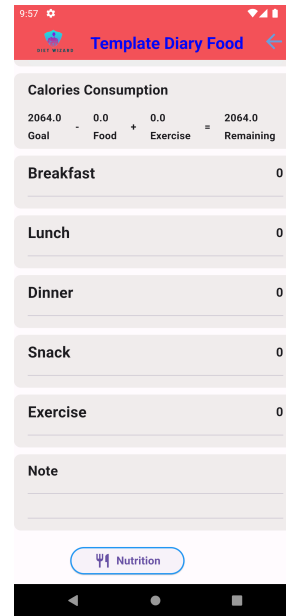 9:57
DIET WIZARD
Template Diary Food
Calories Consumption
2064.0 - 0.0 + 0.0 = 2064.0
Goal Food Exercise Remaining
Breakfast 0
Lunch 0
Dinner 0
Snack 0
Exercise 0
Note
Nutrition